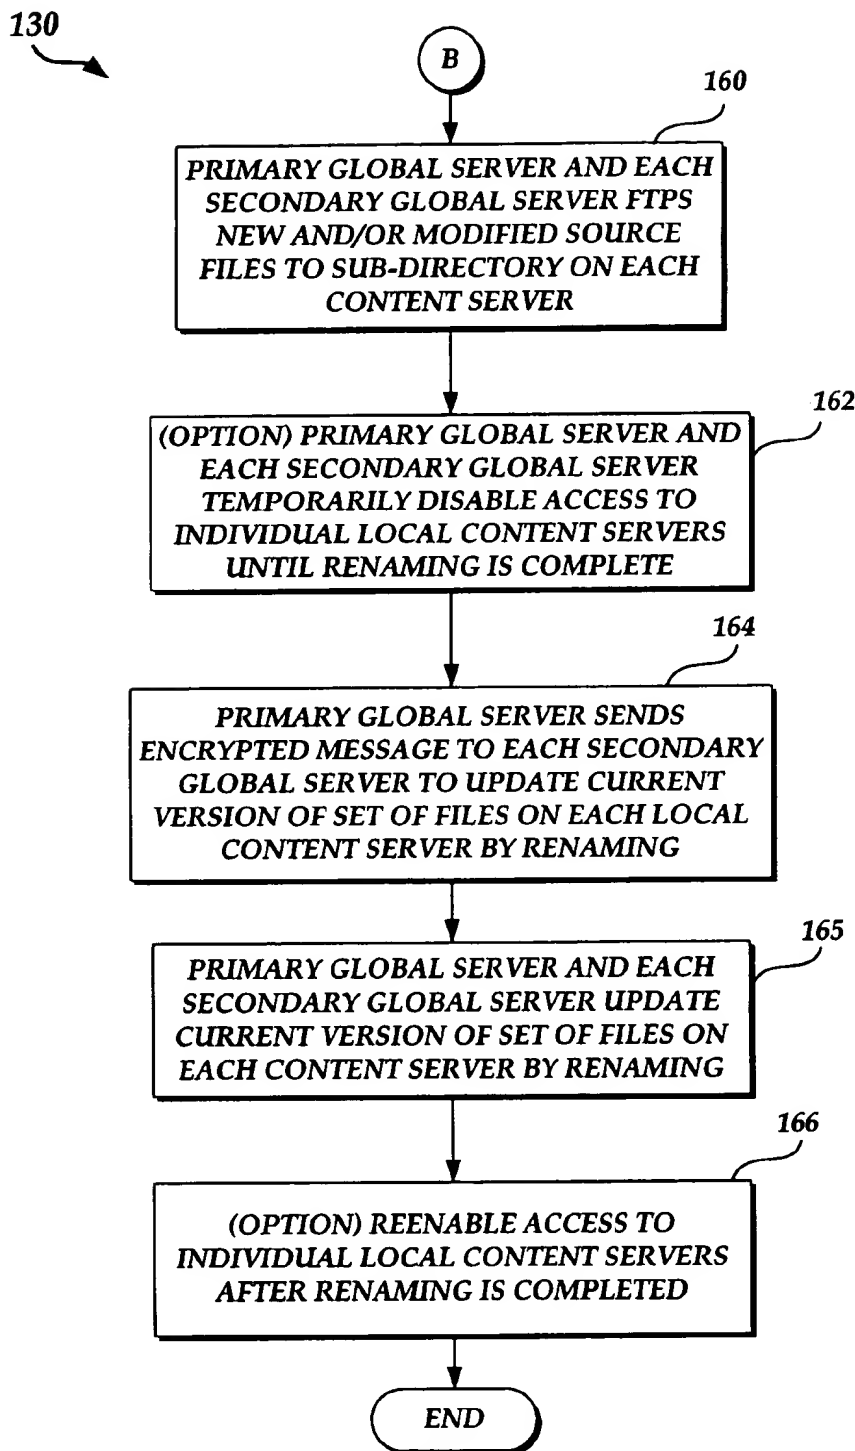 130
B
160
PRIMARY GLOBAL SERVER AND EACH
SECONDARY GLOBAL SERVER FTPS
NEW AND/OR MODIFIED SOURCE
FILES TO SUB-DIRECTORY ON EACH
CONTENT SERVER
162
(OPTION) PRIMARY GLOBAL SERVER AND
EACH SECONDARY GLOBAL SERVER
TEMPORARILY DISABLE ACCESS TO
INDIVIDUAL LOCAL CONTENT SERVERS
UNTIL RENAMING IS COMPLETE
164
PRIMARY GLOBAL SERVER SENDS
ENCRYPTED MESSAGE TO EACH SECONDARY
GLOBAL SERVER TO UPDATE CURRENT
VERSION OF SET OF FILES ON EACH LOCAL
CONTENT SERVER BY RENAMING
165
PRIMARY GLOBAL SERVER AND EACH
SECONDARY GLOBAL SERVER UPDATE
CURRENT VERSION OF SET OF FILES ON
EACH CONTENT SERVER BY RENAMING
166
(OPTION) REENABLE ACCESS TO
INDIVIDUAL LOCAL CONTENT SERVERS
AFTER RENAMING IS COMPLETED
END